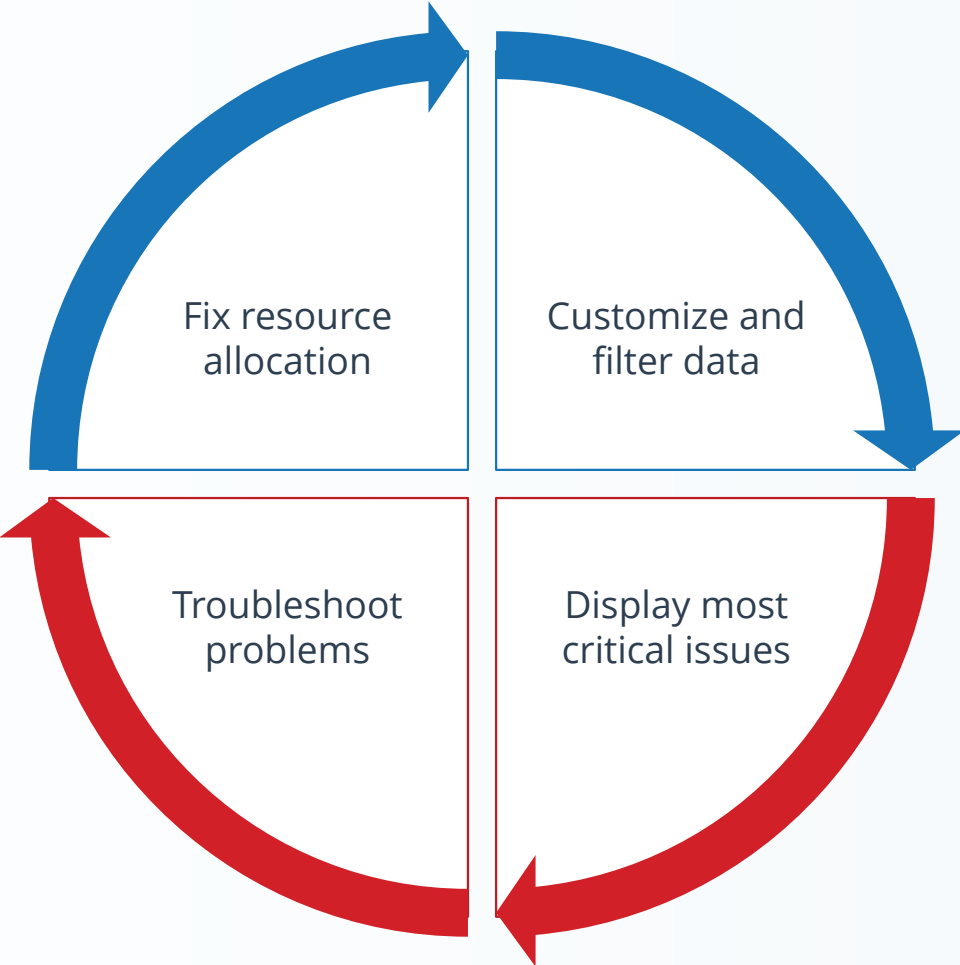 Fix resource
allocation
Customize and
filter data
Troubleshoot
problems
Display most
critical issues